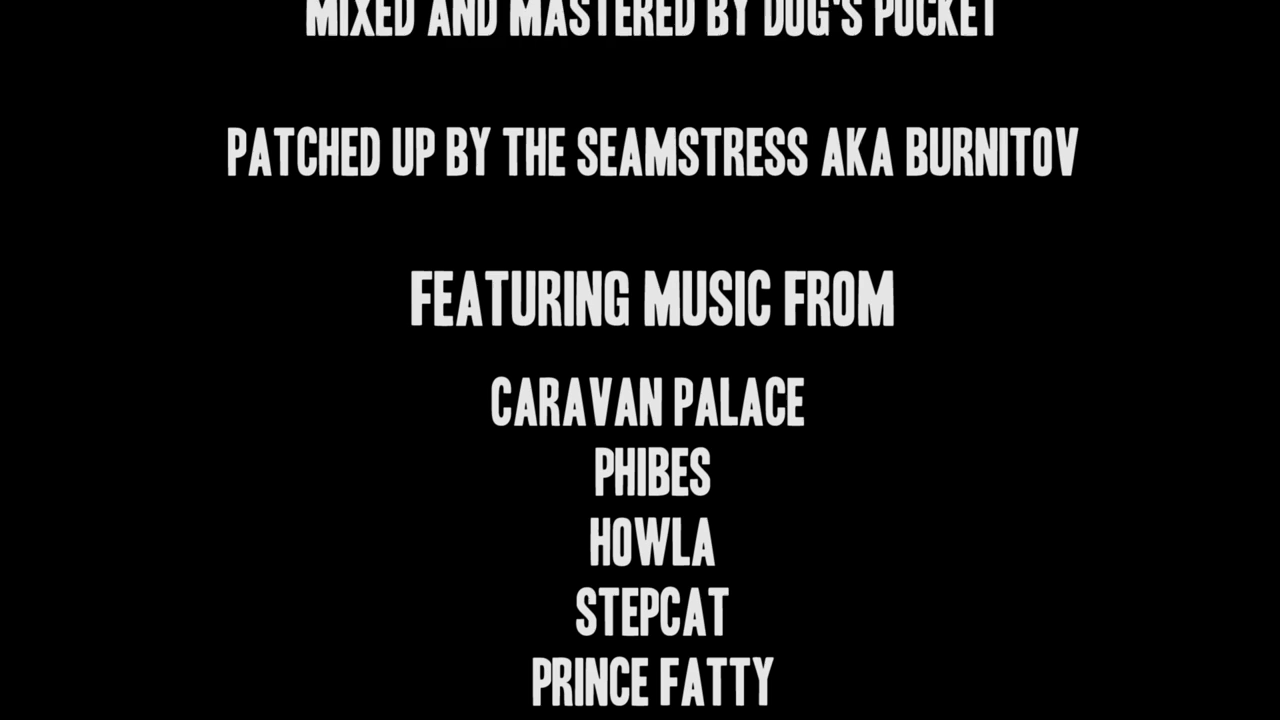 MIXED AND MASTERED BY DUG'S POCKET
PATCHED UP BY THE SEAMSTRESS AKA BURNITOV
FEATURING MUSIC FROM
CARAVAN PALACE
PHIBES
HOWLA
STEPCAT
PRINCE FATTY